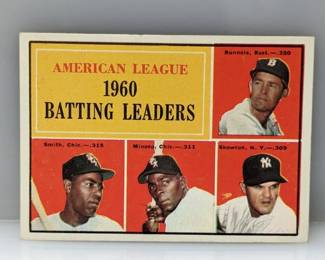 AMERICAN LEAGUE
1960
BATTING LEADERS
Runnels, Bost.—.320
Smith, Chic.—.315
Minoso, Chic.—.311
Skowron, N. Y.—.309
B